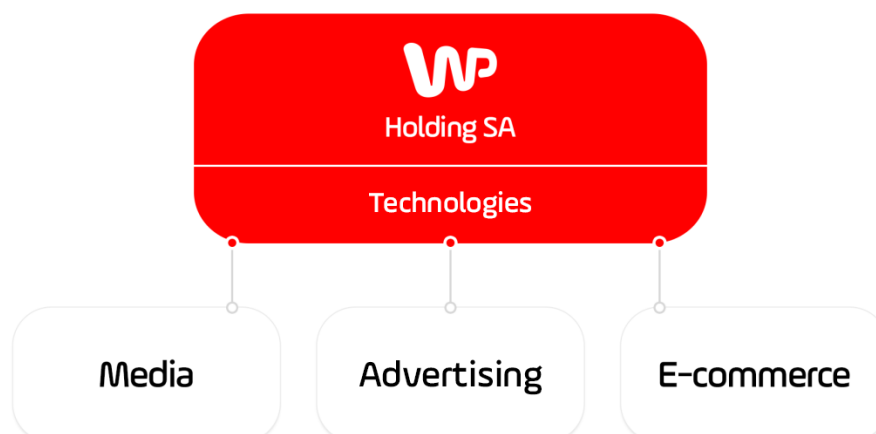 WP
Holding SA
Technologies
Media
Advertising
E-commerce